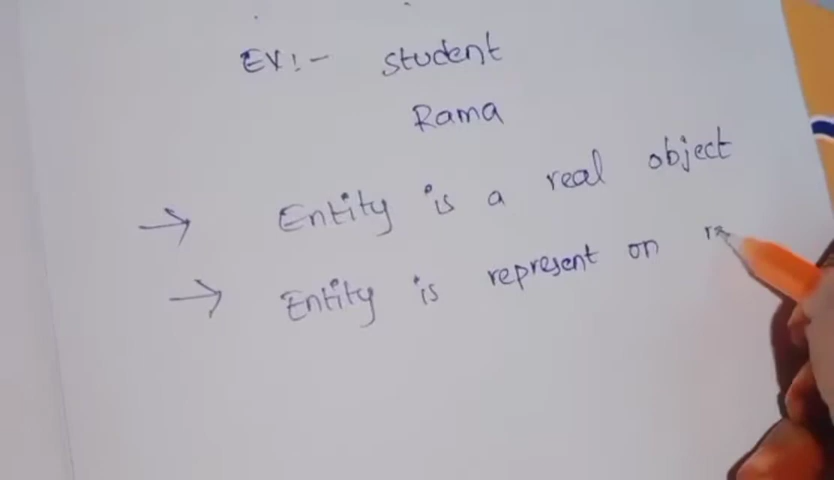 EX:- Student
Rama
→ Entity is a real object
→ Entity is represent on